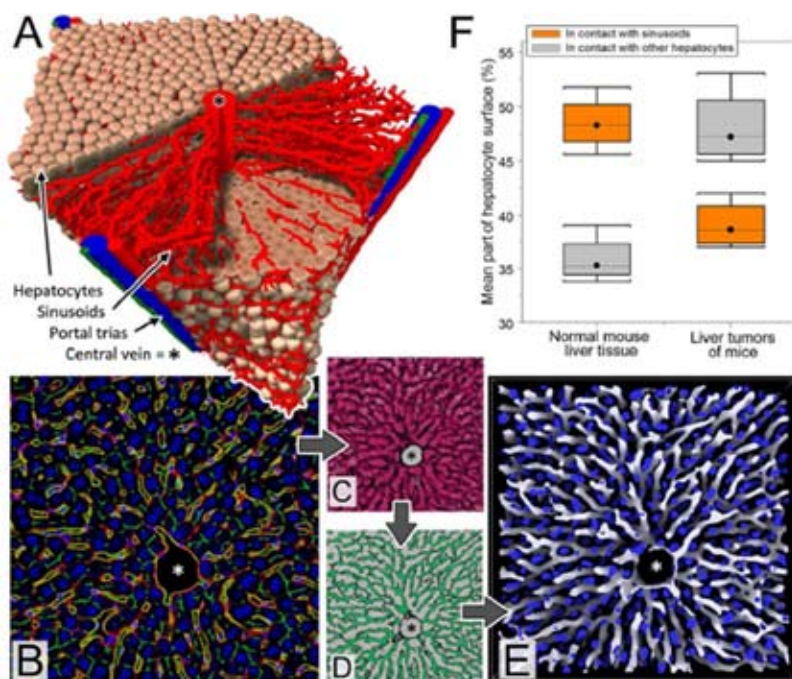 A
Hepatocytes
Sinusoids
Portal trias
Central vein = *
*
B
*
C
*
D
*
E
*
F
In contact with sinusoids
In contact with other hepatocytes
Mean part of hepatocyte surface (%)
55
50
45
40
35
30
Normal mouse
liver tissue
Liver tumors
of mice